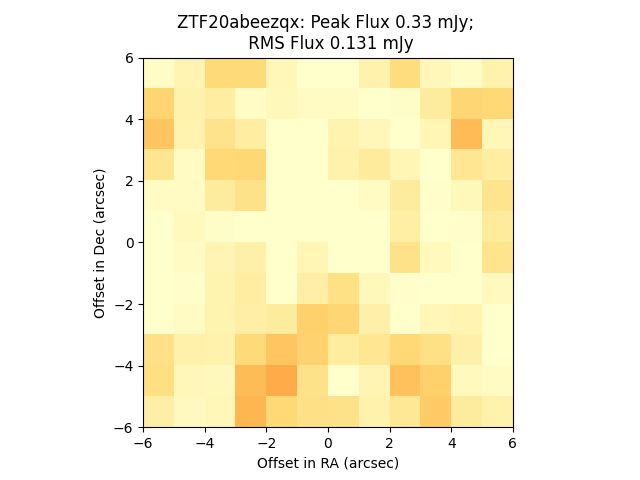 ZTF20abeezqx: Peak Flux 0.33 mJy;
RMS Flux 0.131 mJy
6
4
2
0
−2
−4
−6
Offset in Dec (arcsec)
−6 −4 −2 0 2 4 6
Offset in RA (arcsec)